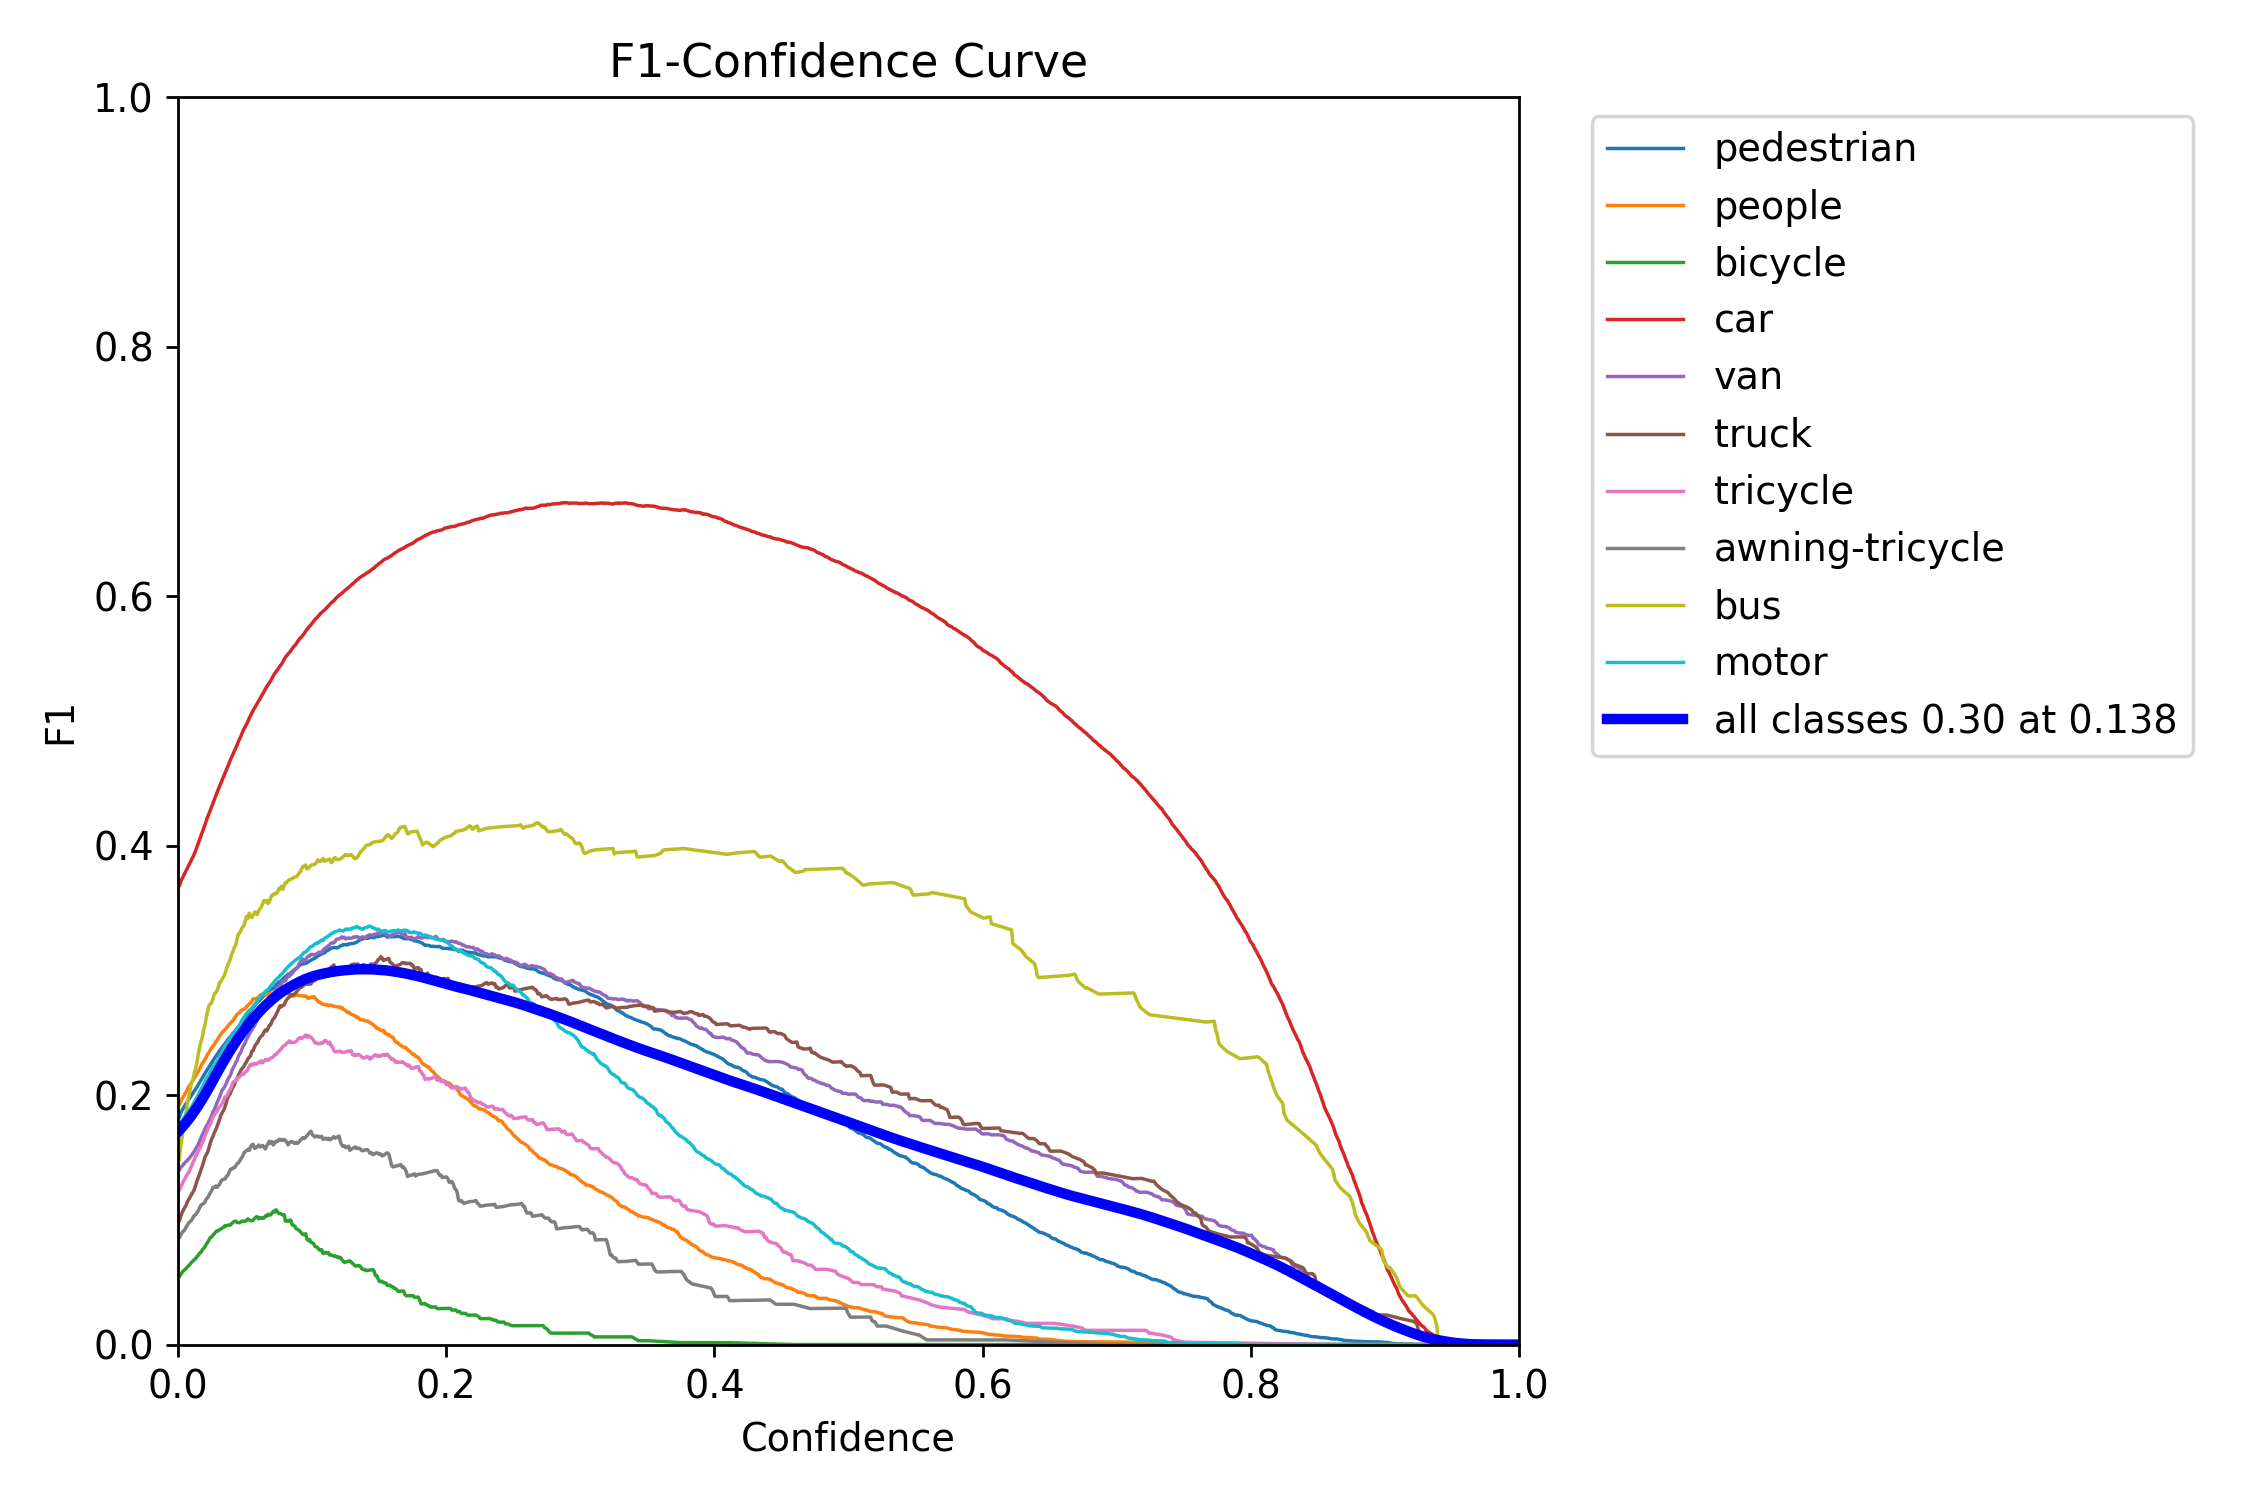 F1-Confidence Curve
1.0
0.8
0.6
0.4
0.2
0.0
F1
0.0 0.2 0.4 0.6 0.8 1.0
Confidence
pedestrian
people
bicycle
car
van
truck
tricycle
awning-tricycle
bus
motor
all classes 0.30 at 0.138